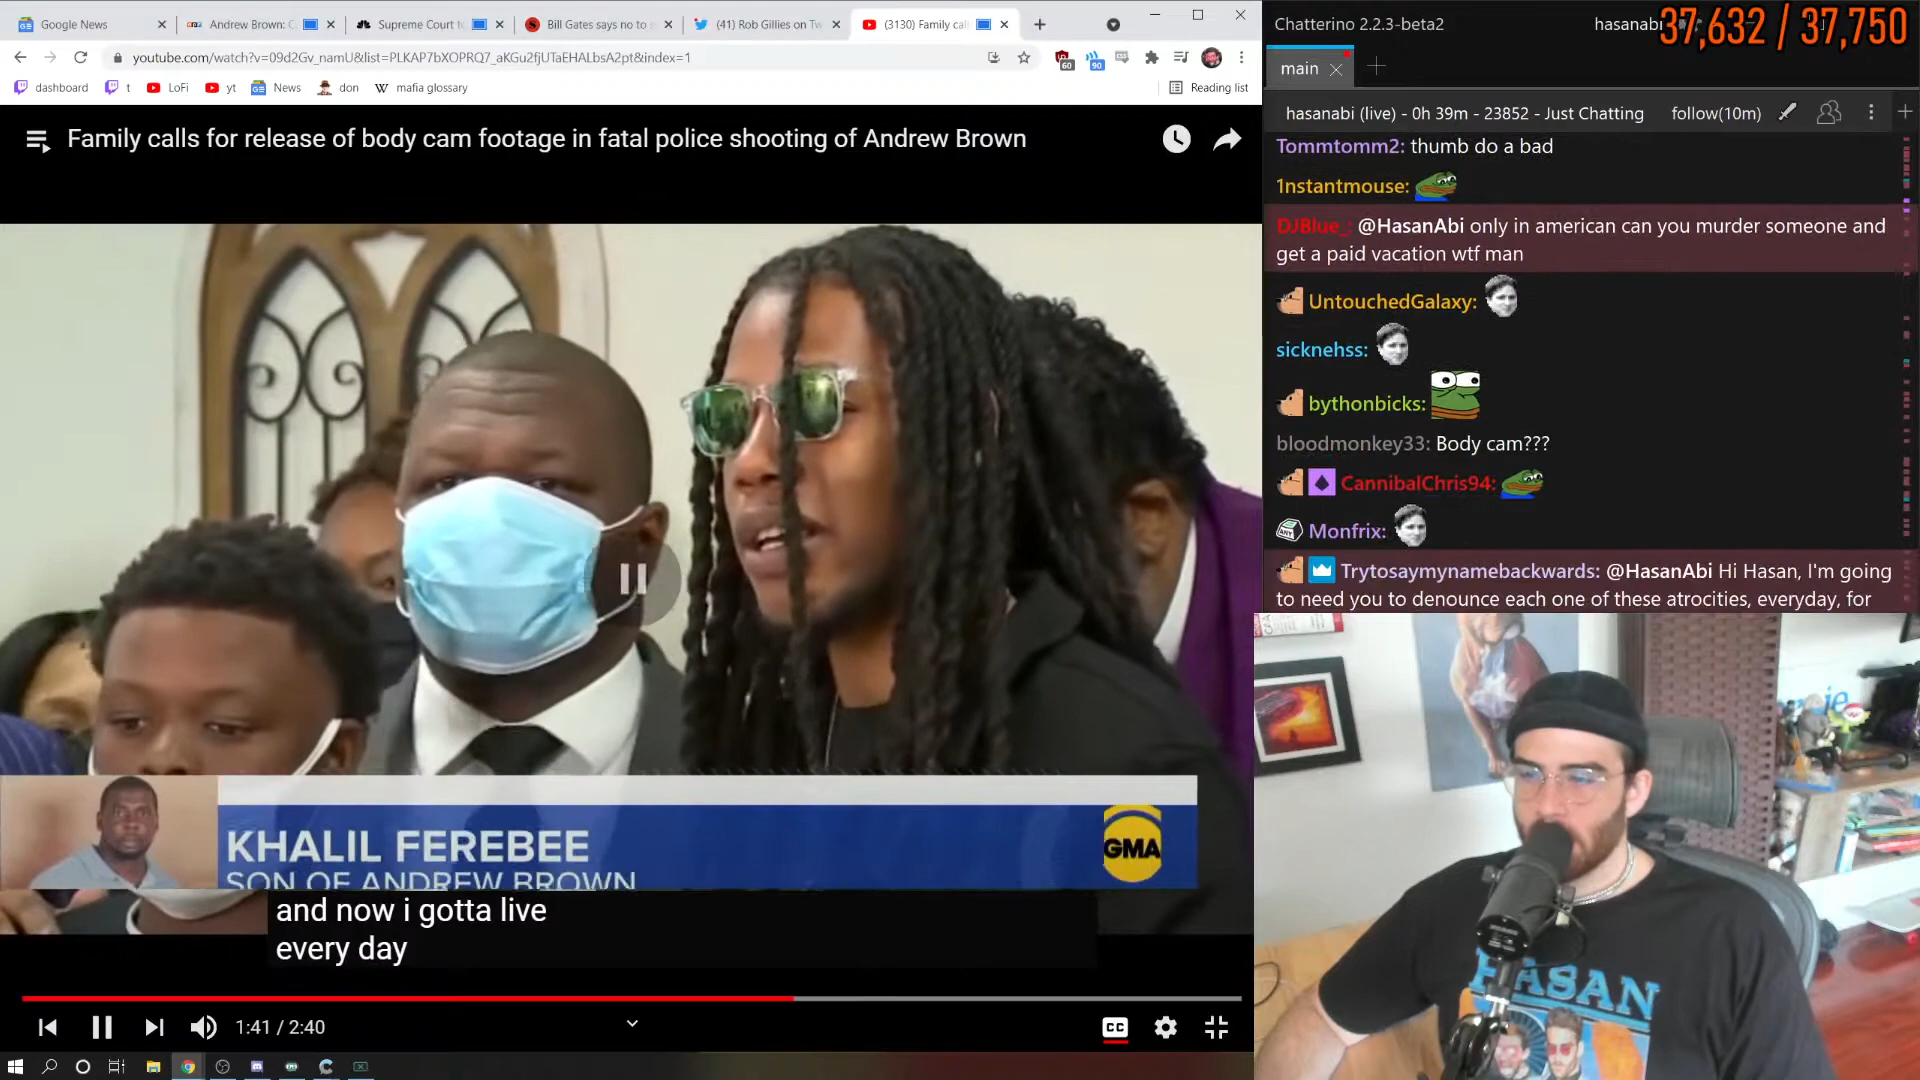 Google News
Andrew Brown: C
Supreme Court to
Bill Gates says no to s
(41) Rob Gillies on Tw
(3130) Family cal
youtube.com/watch?v=09d2Gv_namU&list=PLKAP7bXOPRQ7_aKGu2fjUTaEHALbsA2pt&index=1
60
90
dashboard
t
LoFi
yt
News
don
mafia glossary
Reading list
Family calls for release of body cam footage in fatal police shooting of Andrew Brown
KHALIL FEREBEE
SON OF ANDREW BROWN
GMA
and now i gotta live
every day
1:41 / 2:40
CC
Chatterino 2.2.3-beta2
hasanabi
37,632 / 37,750
main
hasanabi (live) - 0h 39m - 23852 - Just Chatting
follow(10m)
Tommtomm2: thumb do a bad
1nstantmouse:
DJBlue_: @HasanAbi only in american can you murder someone and
get a paid vacation wtf man
UntouchedGalaxy:
sicknehss:
bythonbicks:
bloodmonkey33: Body cam???
CannibalChris94:
Monfrix:
Trytosaymynamebackwards: @HasanAbi Hi Hasan, I'm going
to need you to denounce each one of these atrocities, everyday, for
HASAN